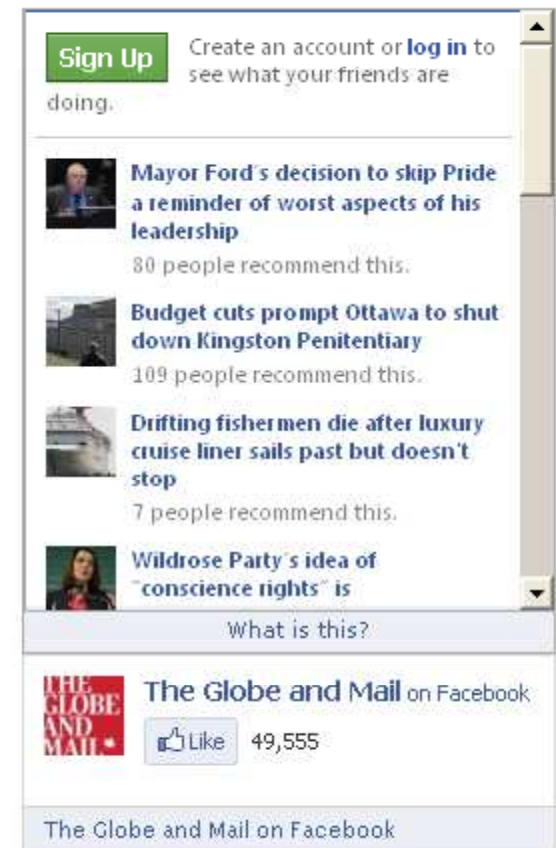 Sign Up
Create an account or log in to
see what your friends are
doing.
Mayor Ford's decision to skip Pride
a reminder of worst aspects of his
leadership
80 people recommend this.
Budget cuts prompt Ottawa to shut
down Kingston Penitentiary
109 people recommend this.
Drifting fishermen die after luxury
cruise liner sails past but doesn't
stop
7 people recommend this.
Wildrose Party's idea of
"conscience rights" is
What is this?
THE
GLOBE
AND
MAIL
The Globe and Mail on Facebook
Like 49,555
The Globe and Mail on Facebook